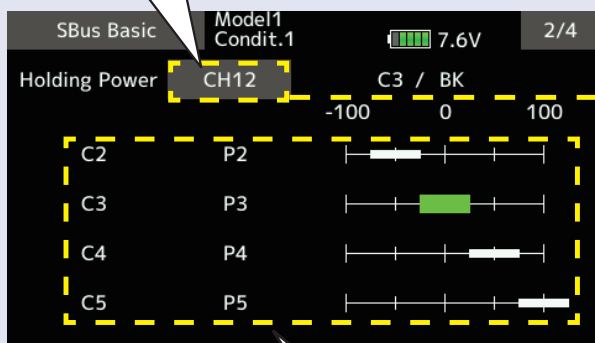 SBus Basic
Model1
Condit.1
7.6V
2/4
Holding Power
CH12
C3 / BK
-100 0 100
C2 P2
C3 P3
C4 P4
C5 P5